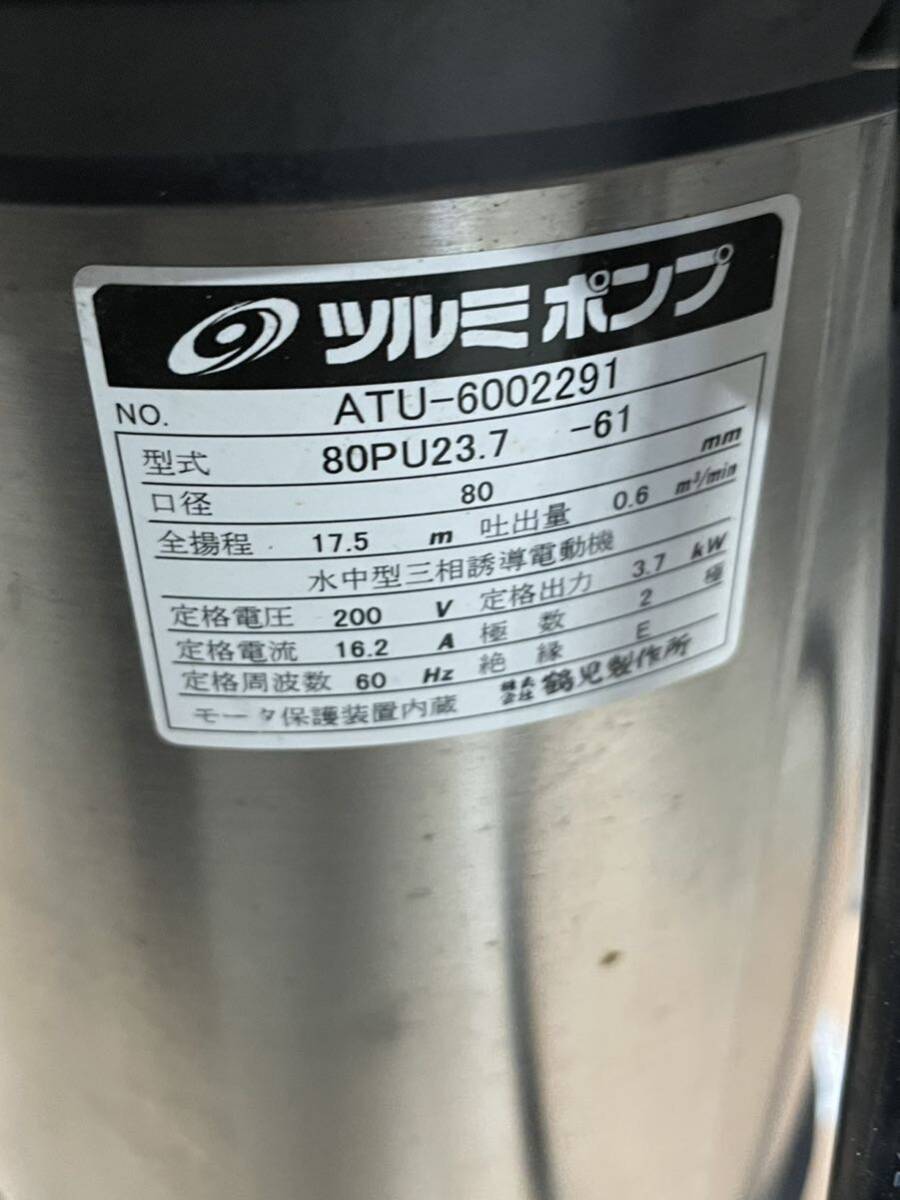 ツルミポンプ
NO. ATU-6002291
型式 80PU23.7 -61
口径 80 mm
全揚程 17.5 m 吐出量 0.6 m³/min
水中型三相誘導電動機
定格電圧 200 V 定格出力 3.7 kW
定格電流 16.2 A 極数 2 極
定格周波数 60 Hz 絶縁 E
モータ保護装置内蔵 株式会社 鶴見製作所